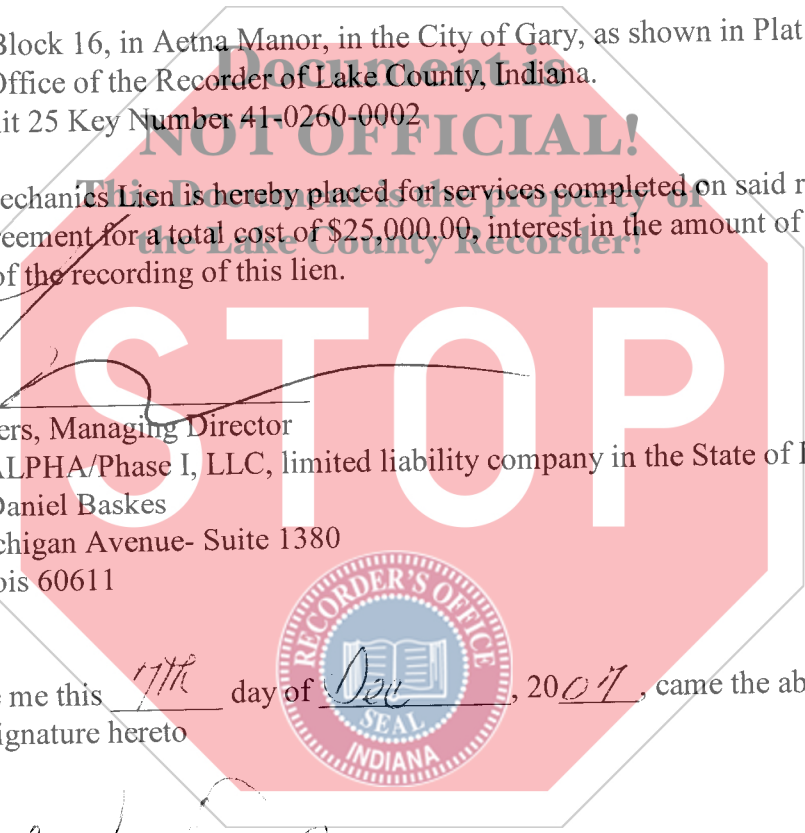 Block 16, in Aetna Manor, in the City of Gary, as shown in Plat
Office of the Recorder of Lake County, Indiana.
it 25 Key Number 41-0260-0002
Document is
NOT OFFICIAL!
This Document is the property of
the Lake County Recorder!
echanics Lien is hereby placed for services completed on said r
reement for a total cost of $25,000.00, interest in the amount of
of the recording of this lien.
STOP
ers, Managing Director
ALPHA/Phase I, LLC, limited liability company in the State of I
Daniel Baskes
chigan Avenue- Suite 1380
ois 60611
e me this 17th day of Dec, 2007, came the ab
ignature hereto
RECORDER'S OFFICE
SEAL
INDIANA